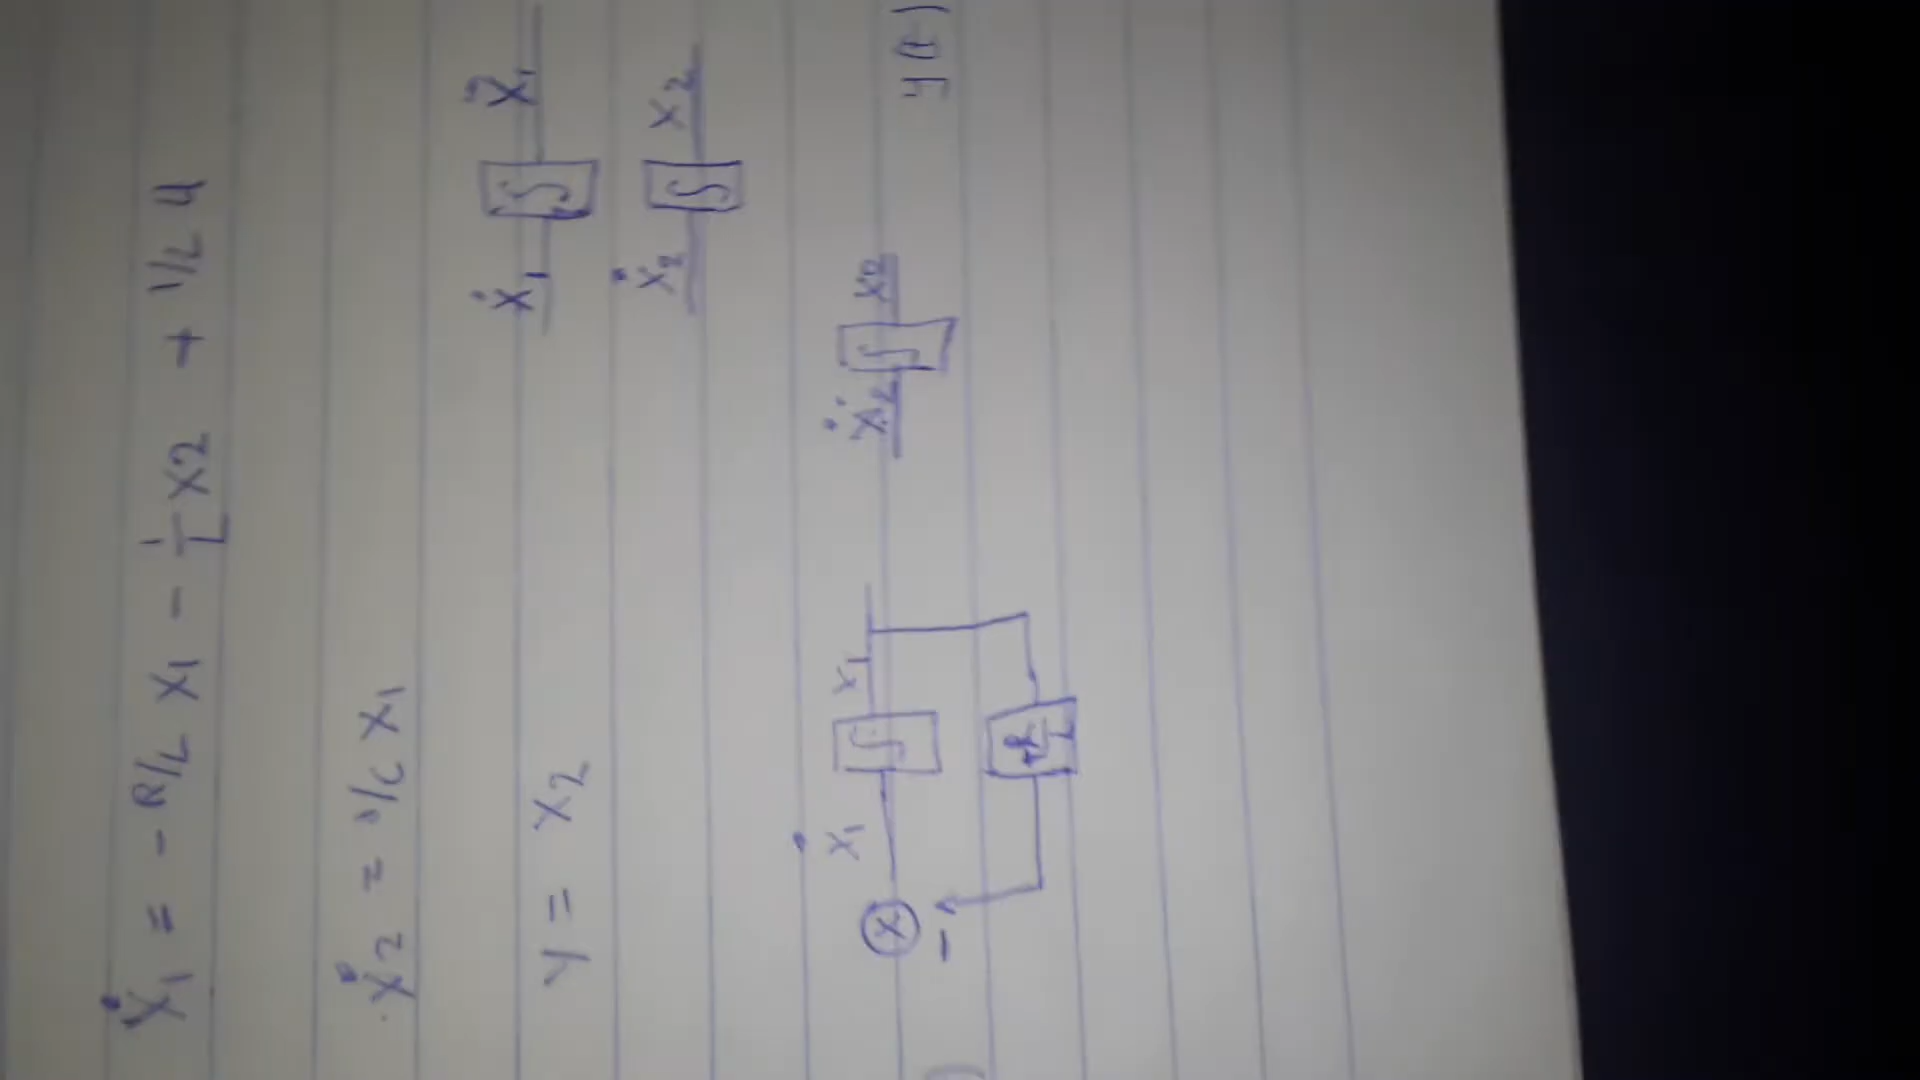 ẋ1 = -R/L x1 - 1/L x2 + 1/L u
ẋ2 = 1/C x1
ẋ1 ∫ x1
y = x2
ẋ2 ∫ x2
ẋ1 ∫ x1 ẋ2 ∫ x2 y(t)
x
-
R/L